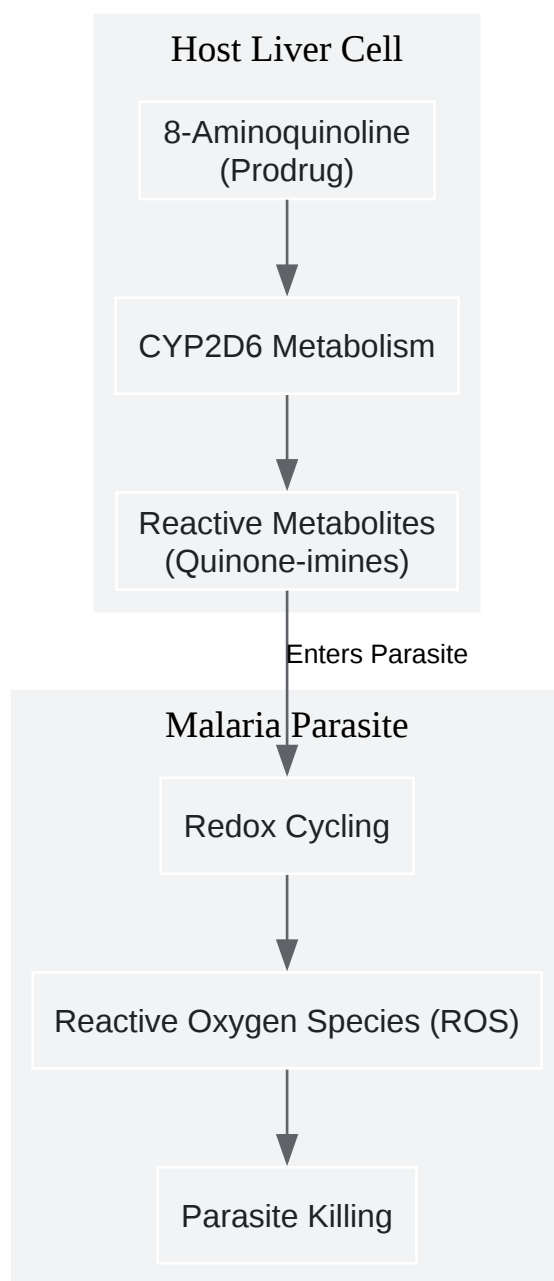 Host Liver Cell
8-Aminoquinoline
(Prodrug)
CYP2D6 Metabolism
Reactive Metabolites
(Quinone-imines)
Enters Parasite
Malaria Parasite
Redox Cycling
Reactive Oxygen Species (ROS)
Parasite Killing